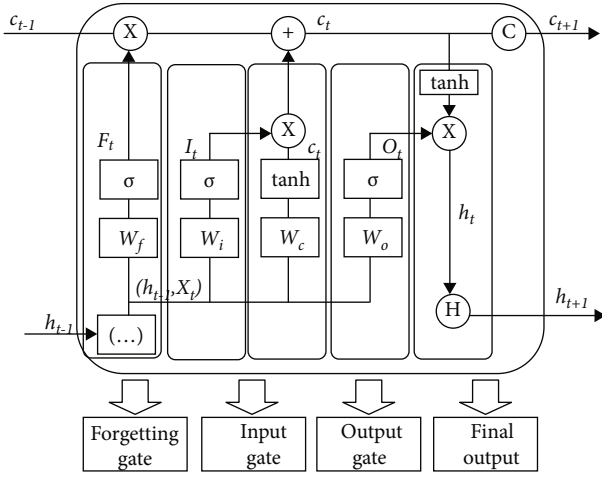 c_{t-1}
X
+
c_t
C
c_{t+1}
tanh
F_t
I_t
X
c_t
O_t
X
σ
σ
tanh
σ
h_t
W_f
W_i
W_c
W_o
(h_{t-1}, X_t)
h_{t-1}
(...)
H
h_{t+1}
Forgetting
gate
Input
gate
Output
gate
Final
output